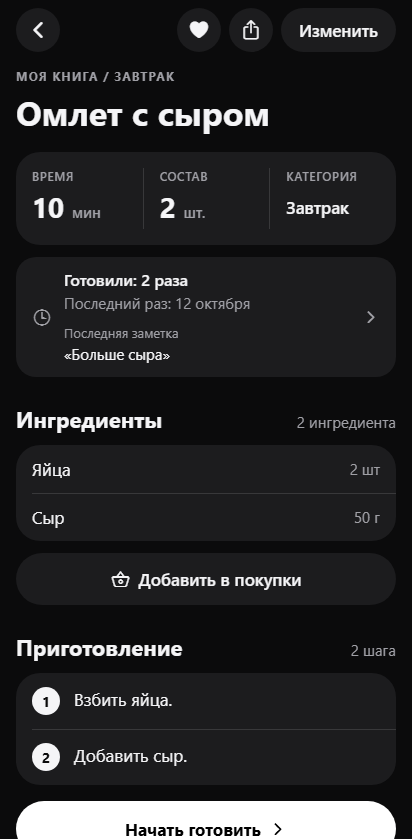 Изменить
МОЯ КНИГА / ЗАВТРАК
Омлет с сыром
ВРЕМЯ
10 мин
СОСТАВ
2 шт.
КАТЕГОРИЯ
Завтрак
Готовили: 2 раза
Последний раз: 12 октября
Последняя заметка
«Больше сыра»
Ингредиенты
2 ингредиента
Яйца
2 шт
Сыр
50 г
Добавить в покупки
Приготовление
2 шага
1 Взбить яйца.
2 Добавить сыр.
Начать готовить